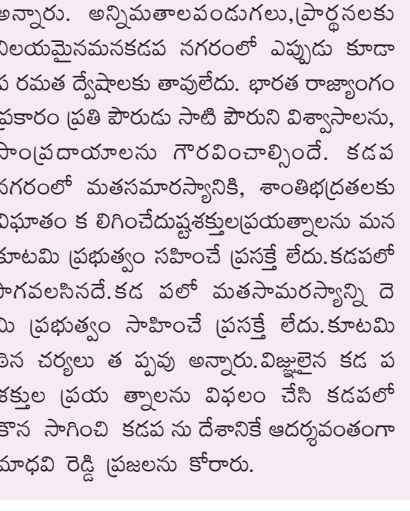 అన్నారు. అన్నిమతాలపండుగలు,ప్రార్థనలకు
నిలయమైనమనకడప నగరంలో ఎప్పుడు కూడా
ప రమత ద్వేషాలకు తావులేదు. భారత రాజ్యాంగం
ప్రకారం ప్రతి పౌరుడు సాటి పౌరుని విశ్వాసాలను,
సాంప్రదాయాలను గౌరవించాల్సిందే. కడప
నగరంలో మతసమారస్యానికి, శాంతిభద్రతలకు
విఘాతం క లిగించేదుష్టశక్తులప్రయత్నాలను మన
కూటమి ప్రభుత్వం సహించే ప్రసక్తే లేదు.కడపలో
సాగవలసినదే.కడ పలో మతసామరస్యాన్ని దె
మి ప్రభుత్వం సాహించే ప్రసక్తే లేదు.కూటమి
ఠిన చర్యలు త ప్పవు అన్నారు.విజ్ఞులైన కడ ప
శక్తుల ప్రయ త్నాలను విఫలం చేసి కడపలో
కొన సాగించి కడప ను దేశానికే ఆదర్శవంతంగా
మాధవి రెడ్డి ప్రజలను కోరారు.